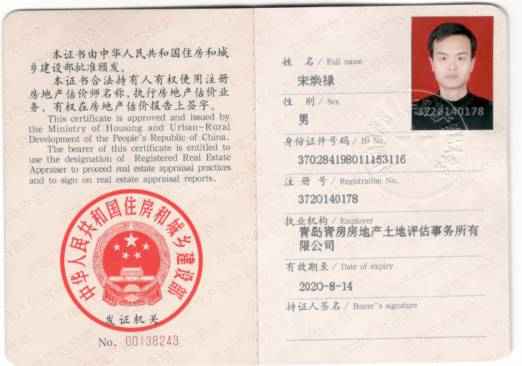 本证书由中华人民共和国住房和城
乡建设部批准颁发。
本证书合法持有人有权使用注册
房地产估价师名称、执行房地产估价业
务、有权在房地产估价报告上签字。
This certificate is approved and issued by
the Ministry of Housing and Urban-Rural
Development of the People's Republic of China.
The bearer of this certificate is entitled to
use the designation of Registered Real Estate
Appraiser to proceed real estate appraisal practices
and to sign on real estate appraisal reports.
中华人民共和国住房和城乡建设部
发证机关
No. 00138243
姓 名 / Full name
宋焕禄
性 别 / Sex
男
身份证件号码 / ID No.
370284198011153116
注 册 号 / Registration No.
3720140178
执业机构 / Employer
青岛青房房地产土地评估事务所有
限公司
有效期至 / Date of expiry
2020-8-14
持证人签名 / Bearer's signature
3720140178